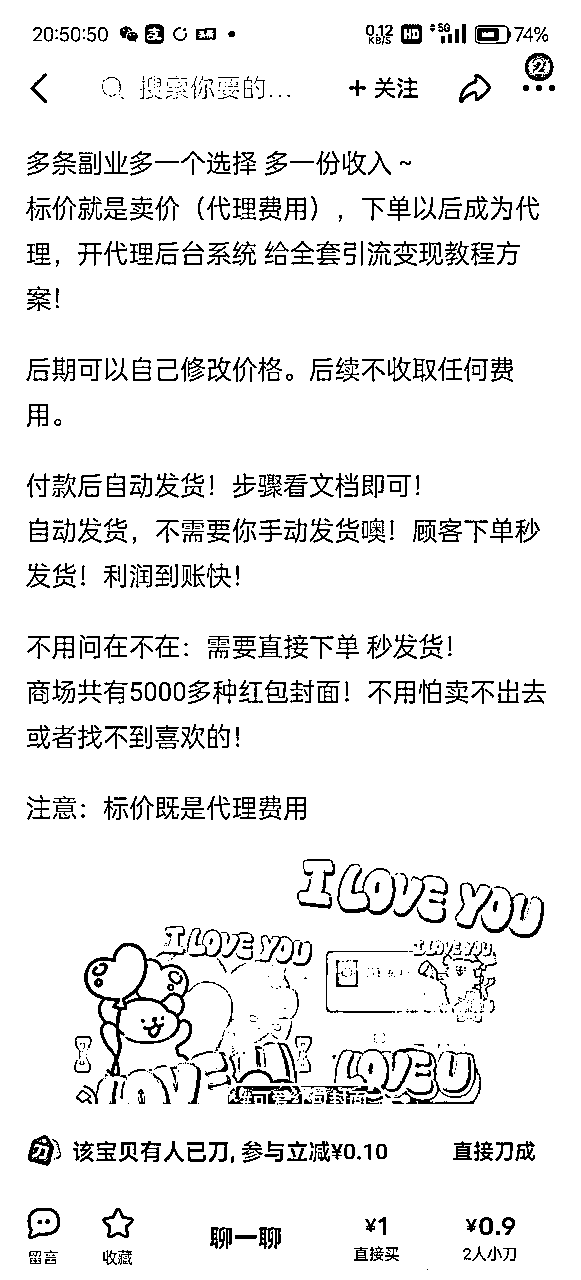 20:50:50
0.12 KB/S HD 5G 74%
搜索你要的... + 关注
多条副业多一个选择 多一份收入 ~
标价就是卖价（代理费用），下单以后成为代
理，开代理后台系统 给全套引流变现教程方
案！
后期可以自己修改价格。后续不收取任何费
用。
付款后自动发货！步骤看文档即可！
自动发货，不需要你手动发货噢！顾客下单秒
发货！利润到账快！
不用问在不在：需要直接下单 秒发货！
商场共有5000多种红包封面！不用怕卖不出去
或者找不到喜欢的！
注意：标价既是代理费用
I LOVE YOU
I LOVE YOU
I LOVE YOU
LOVE U
可爱红包封面
该宝贝有人已刀, 参与立减¥0.10 直接刀成
留言 收藏 聊一聊 ¥1 直接买 ¥0.9 2人小刀